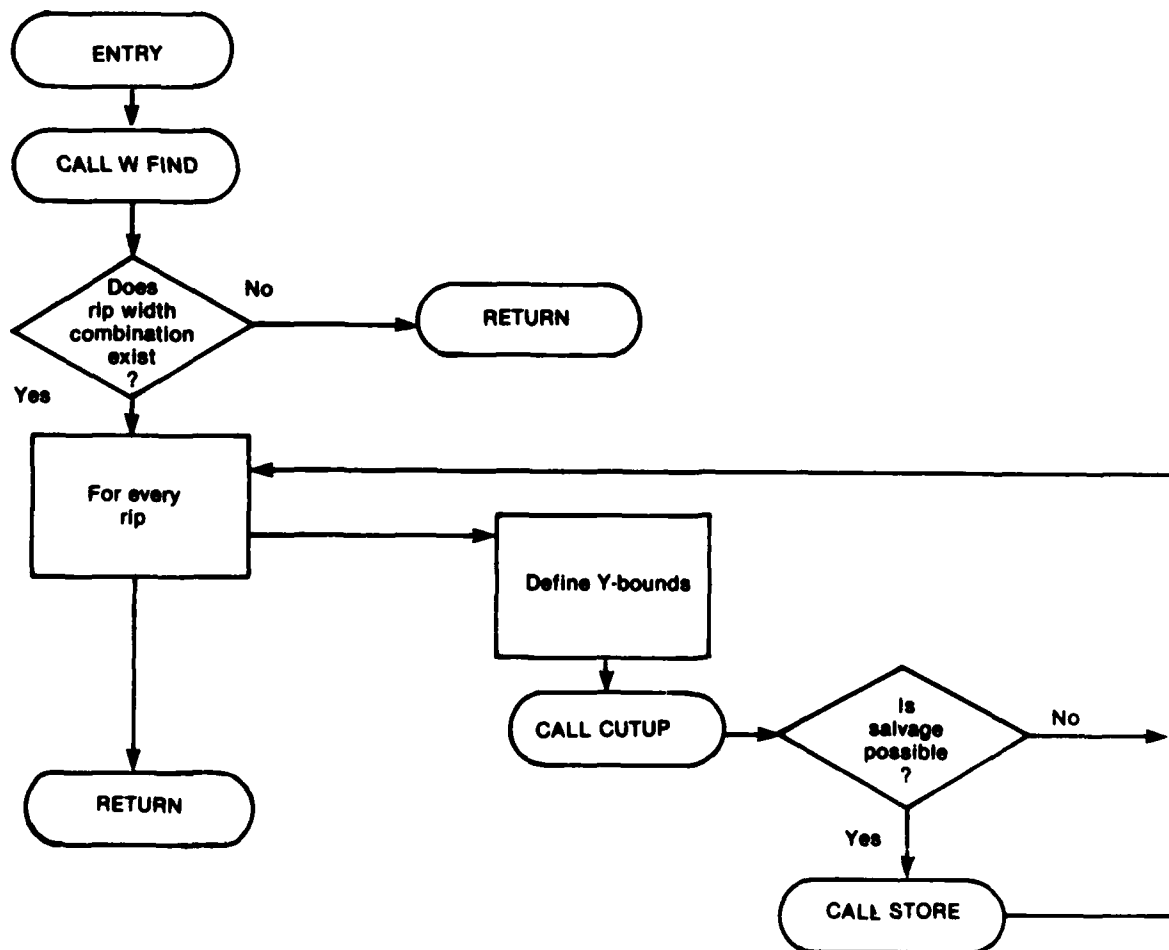 ENTRY
CALL W FIND
Does
rip width
combination
exist
?
No
RETURN
Yes
For every
rip
Define Y-bounds
CALL CUTUP
Is
salvage
possible
?
No
Yes
RETURN
CALL STORE